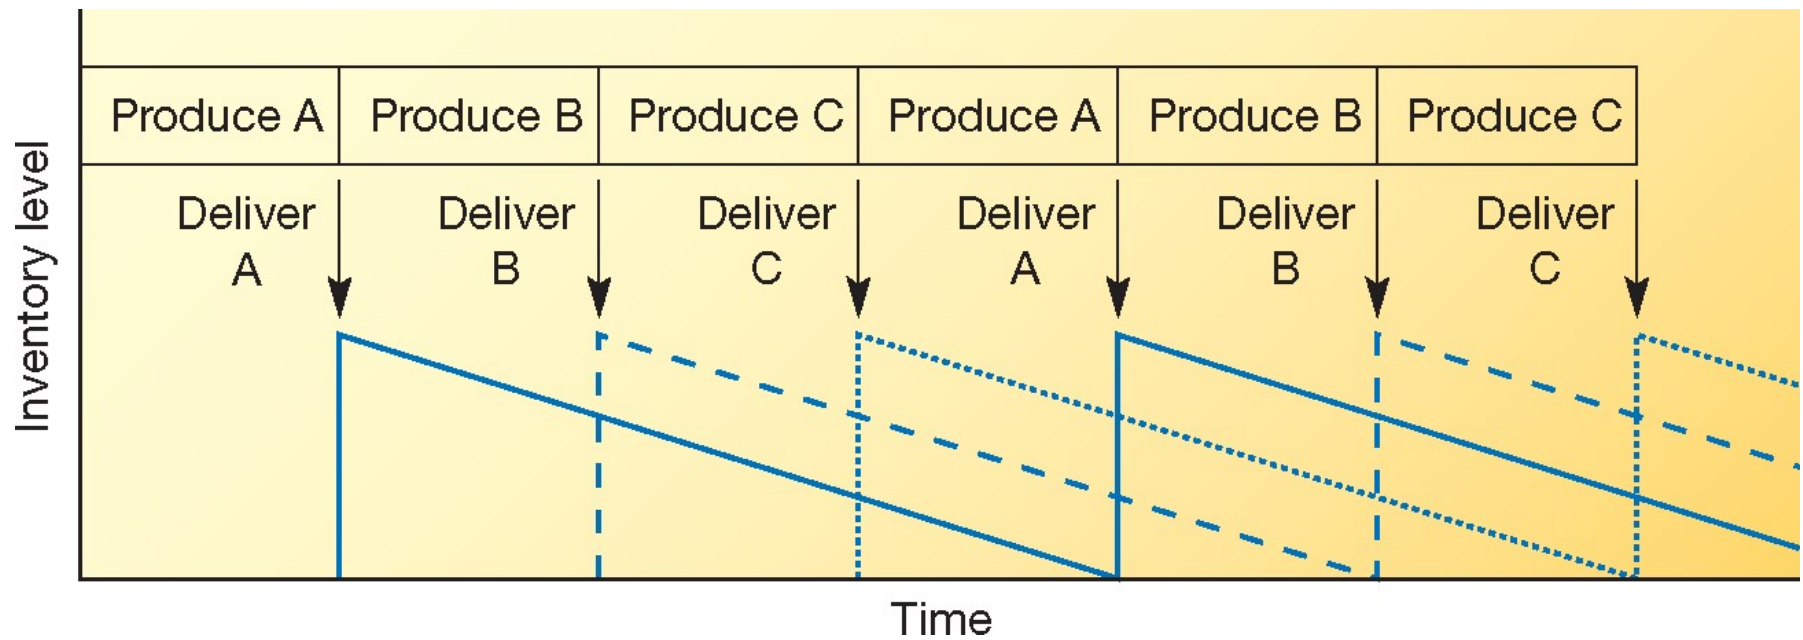 Produce A
Produce B
Produce C
Produce A
Produce B
Produce C
Deliver
A
Deliver
B
Deliver
C
Deliver
A
Deliver
B
Deliver
C
Inventory level
Time